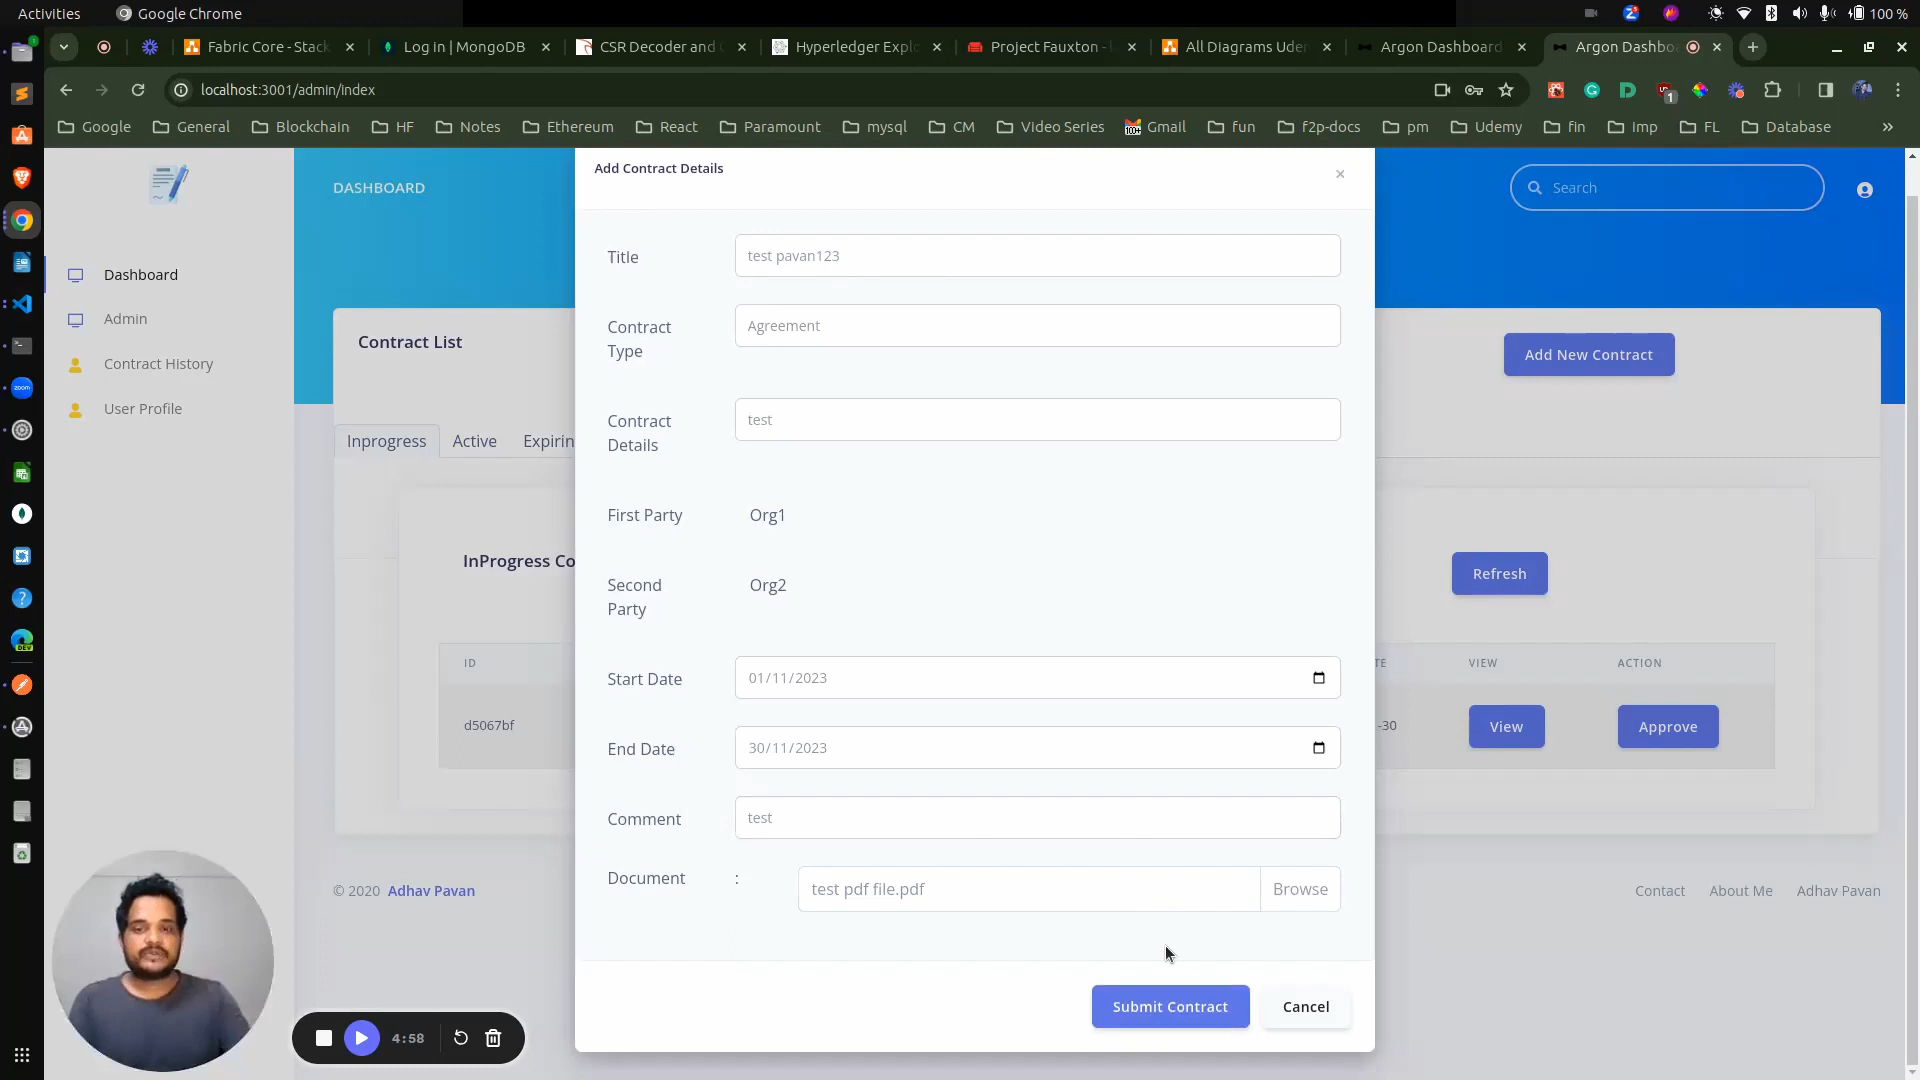 Activities
Google Chrome
100 %
Fabric Core - Stack
Log in | MongoDB
CSR Decoder and
Hyperledger Explo
Project Fauxton -
All Diagrams Uder
Argon Dashboard
Argon Dashbo
localhost:3001/admin/index
1
Google
General
Blockchain
HF
Notes
Ethereum
React
Paramount
mysql
CM
Video Series
Gmail
fun
f2p-docs
pm
Udemy
fin
Imp
FL
Database
»
DASHBOARD
Search
Dashboard
Admin
Contract History
User Profile
Contract List
Add New Contract
Inprogress
Active
Expirin
InProgress Co
Refresh
ID
TE
VIEW
ACTION
d5067bf
-30
View
Approve
© 2020 Adhav Pavan
Contact
About Me
Adhav Pavan
Add Contract Details
×
Title
test pavan123
Contract
Type
Agreement
Contract
Details
test
First Party
Org1
Second
Party
Org2
Start Date
01/11/2023
End Date
30/11/2023
Comment
test
Document
:
test pdf file.pdf
Browse
Submit Contract
Cancel
4:58
zoom
DEV